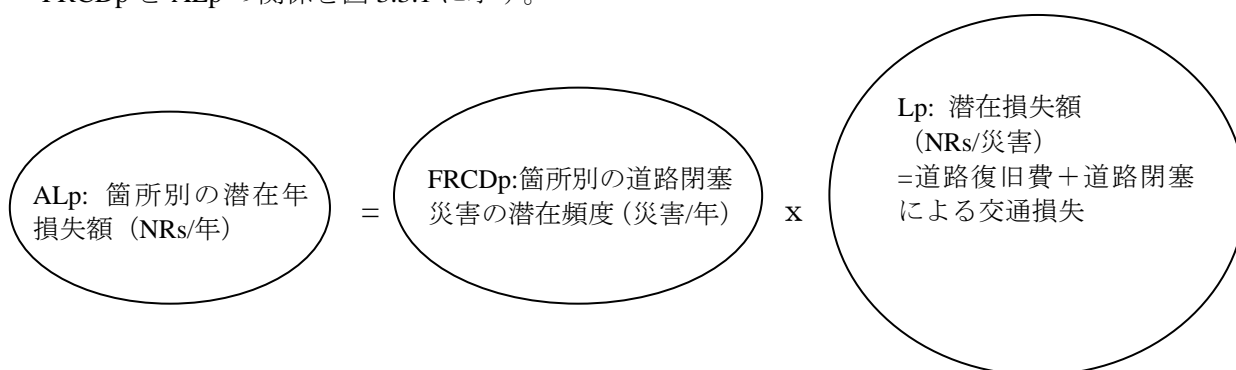 ALp: 箇所別の潜在年
損失額（NRs/年）
=
FRCDp:箇所別の道路閉塞
災害の潜在頻度（災害/年）
x
Lp: 潜在損失額
（NRs/災害）
=道路復旧費＋道路閉塞
による交通損失